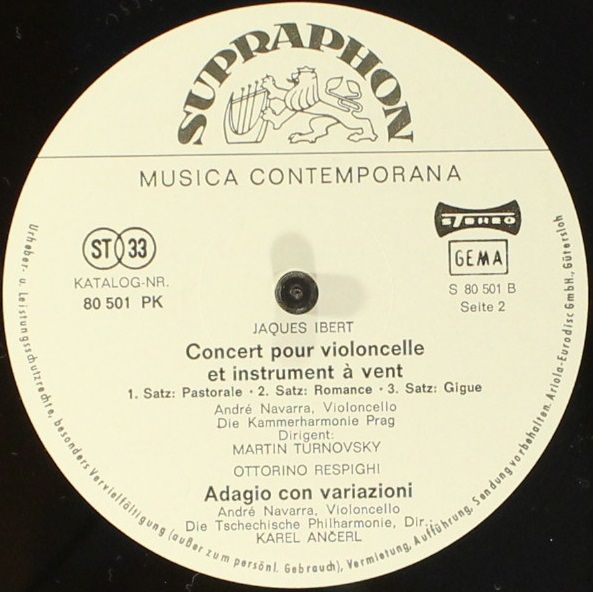 SUPRAPHON
MUSICA CONTEMPORANA
ST 33
STEREO
GEMA
KATALOG-NR.
80 501 PK
S 80 501 B
Seite 2
JAQUES IBERT
Concert pour violoncelle
et instrument à vent
1. Satz: Pastorale · 2. Satz: Romance · 3. Satz: Gigue
André Navarra, Violoncello
Die Kammerharmonie Prag
Dirigent:
MARTIN TURNOVSKY
OTTORINO RESPIGHI
Adagio con variazioni
André Navarra, Violoncello
Die Tschechische Philharmonie, Dir.:
KAREL ANČERL
Urheber- u. Leistungsschutzrechte, besonders Vervielfältigung (außer zum persönl. Gebrauch), Vermietung, Aufführung, Sendung vorbehalten. Ariola-Eurodisc GmbH., Gütersloh